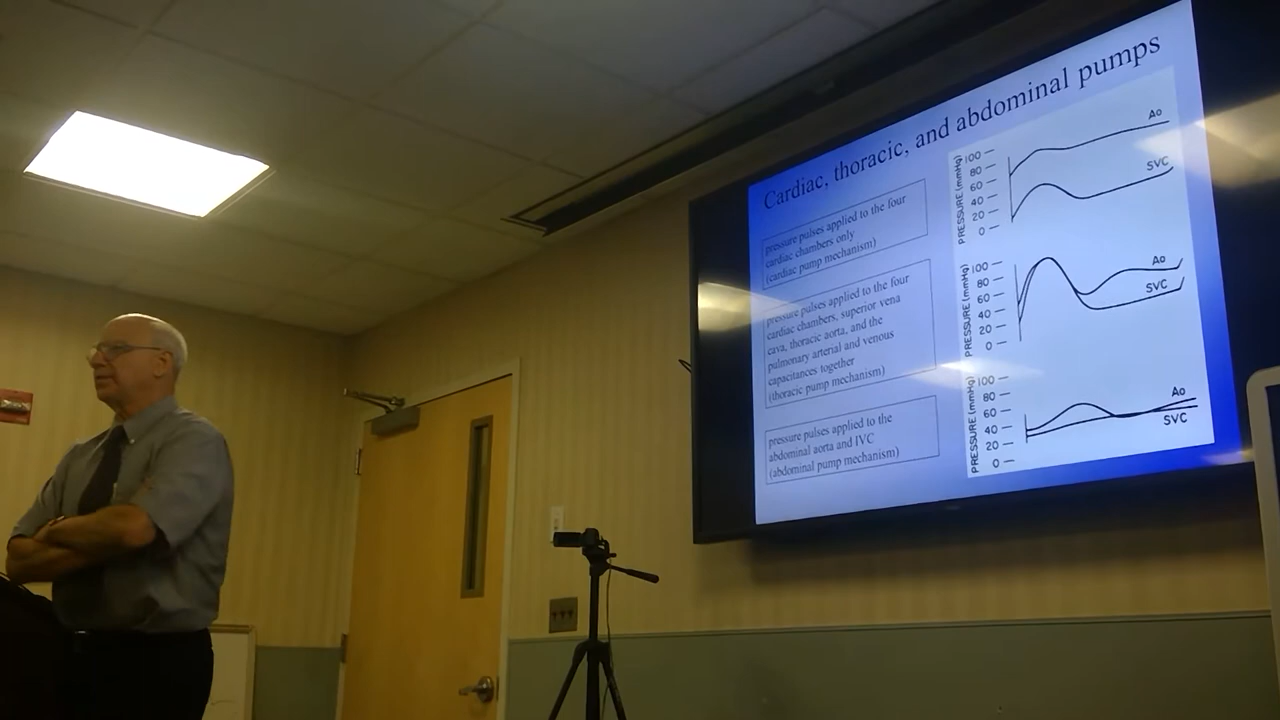 Cardiac, thoracic, and abdominal pumps
pressure pulses applied to the four
cardiac chambers only
(cardiac pump mechanism)
pressure pulses applied to the four
cardiac chambers, superior vena
cava, thoracic aorta, and the
pulmonary arterial and venous
capacitances together
(thoracic pump mechanism)
pressure pulses applied to the
abdominal aorta and IVC
(abdominal pump mechanism)
PRESSURE (mmHg)
100
80
60
40
20
0
Ao
SVC
PRESSURE (mmHg)
100
80
60
40
20
0
Ao
SVC
PRESSURE (mmHg)
100
80
60
40
20
0
Ao
SVC